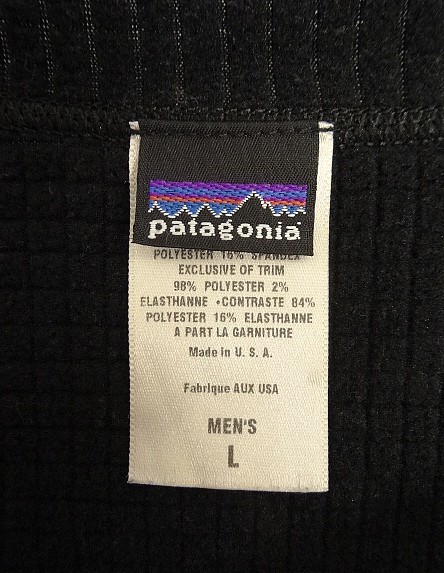 patagonia
POLYESTER 16% SPANDEX
EXCLUSIVE OF TRIM
98% POLYESTER 2%
ELASTHANNE •CONTRASTE 84%
POLYESTER 16% ELASTHANNE
A PART LA GARNITURE
Made in U. S. A.
Fabrique AUX USA
MEN'S
L